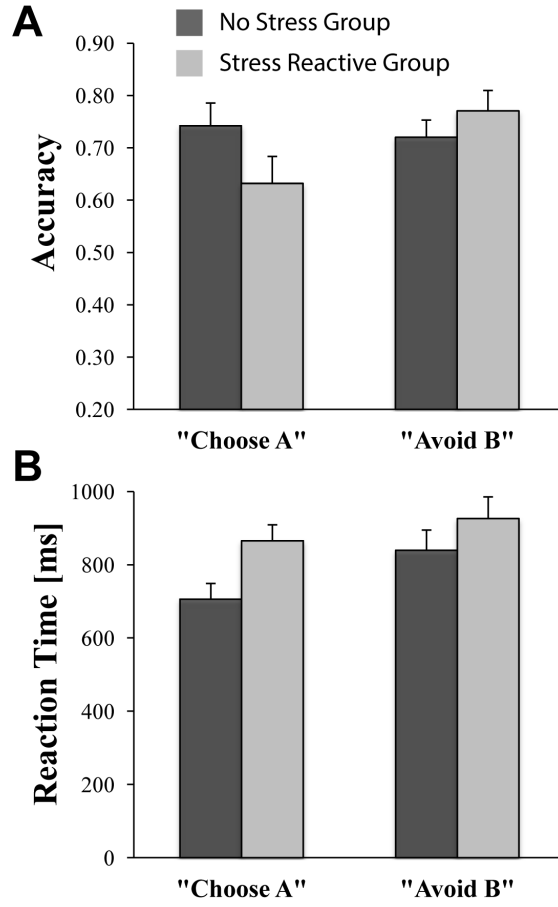 A
No Stress Group
Stress Reactive Group
Accuracy
0.90
0.80
0.70
0.60
0.50
0.40
0.30
0.20
"Choose A"
"Avoid B"
B
Reaction Time [ms]
1000
800
600
400
200
0
"Choose A"
"Avoid B"